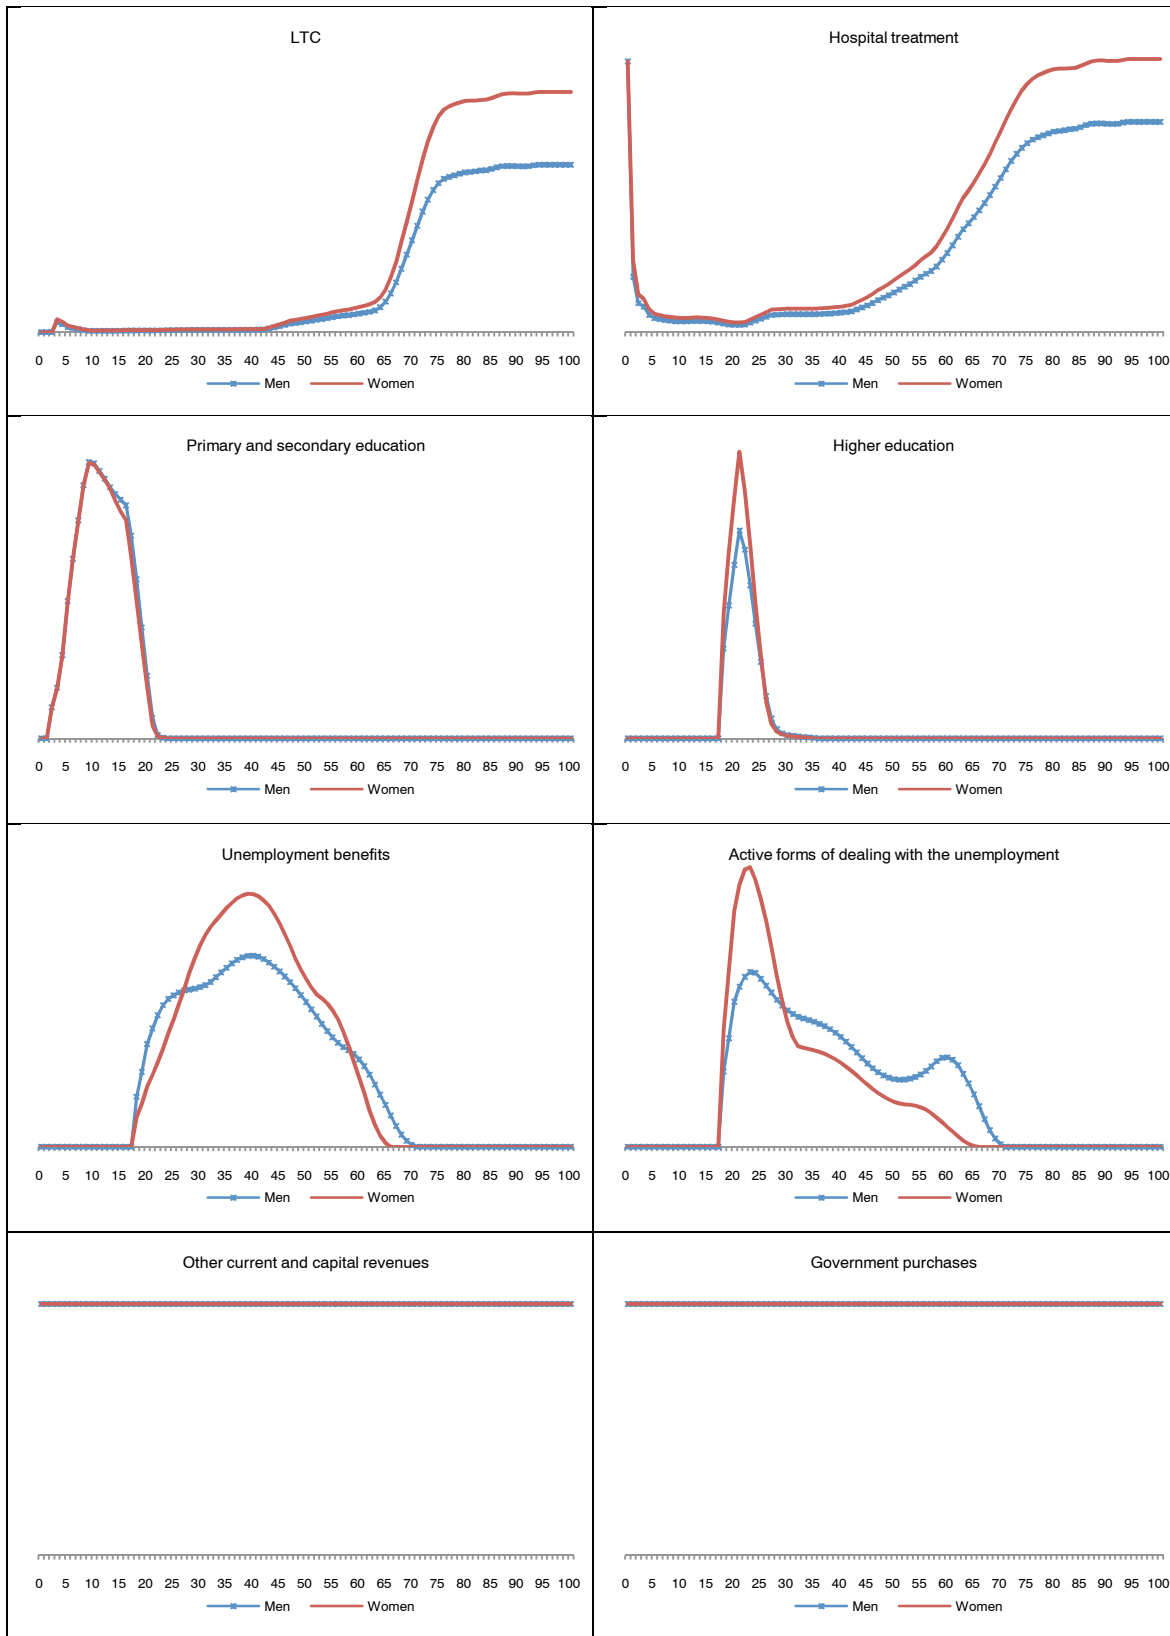 LTC
0 5 10 15 20 25 30 35 40 45 50 55 60 65 70 75 80 85 90 95 100
Men Women
Hospital treatment
0 5 10 15 20 25 30 35 40 45 50 55 60 65 70 75 80 85 90 95 100
Men Women
Primary and secondary education
0 5 10 15 20 25 30 35 40 45 50 55 60 65 70 75 80 85 90 95 100
Men Women
Higher education
0 5 10 15 20 25 30 35 40 45 50 55 60 65 70 75 80 85 90 95 100
Men Women
Unemployment benefits
0 5 10 15 20 25 30 35 40 45 50 55 60 65 70 75 80 85 90 95 100
Men Women
Active forms of dealing with the unemployment
0 5 10 15 20 25 30 35 40 45 50 55 60 65 70 75 80 85 90 95 100
Men Women
Other current and capital revenues
0 5 10 15 20 25 30 35 40 45 50 55 60 65 70 75 80 85 90 95 100
Men Women
Government purchases
0 5 10 15 20 25 30 35 40 45 50 55 60 65 70 75 80 85 90 95 100
Men Women